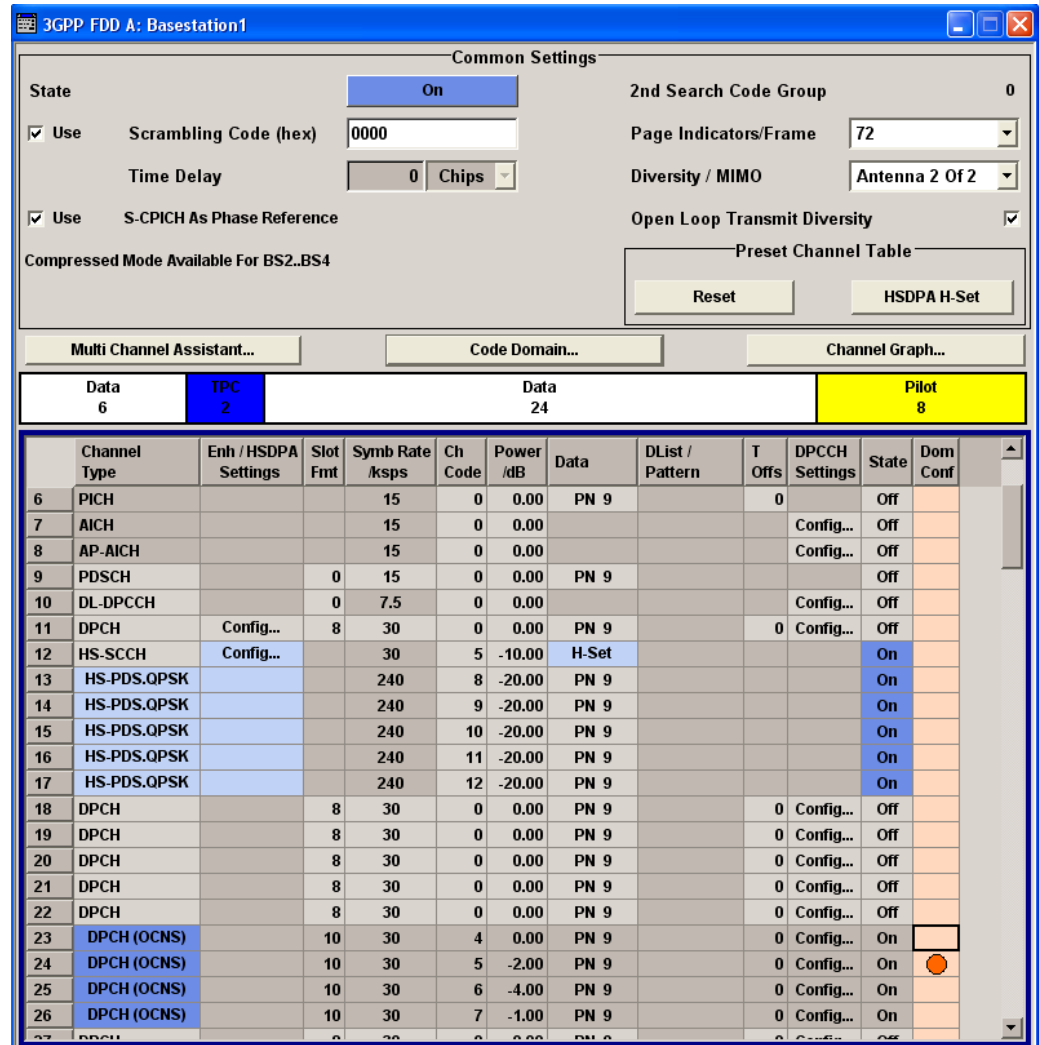 3GPP FDD A: Basestation1
Common Settings
State On 2nd Search Code Group 0
Use Scrambling Code (hex) 0000 Page Indicators/Frame 72
Time Delay 0 Chips Diversity / MIMO Antenna 2 Of 2
Use S-CPICH As Phase Reference Open Loop Transmit Diversity
Compressed Mode Available For BS2..BS4 Preset Channel Table
Reset HSDPA H-Set
Multi Channel Assistant... Code Domain... Channel Graph...
Data TPC Data Pilot
6 2 24 8
Channel Enh / HSDPA Slot Symb Rate Ch Power Data DList / T DPCCH State Dom
Type Settings Fmt /ksps Code /dB Pattern Offs Settings Conf
6 PICH 15 0 0.00 PN 9 0 Off
7 AICH 15 0 0.00 Config... Off
8 AP-AICH 15 0 0.00 Config... Off
9 PDSCH 0 15 0 0.00 PN 9 Off
10 DL-DPCCH 0 7.5 0 0.00 Config... Off
11 DPCH Config... 8 30 0 0.00 PN 9 0 Config... Off
12 HS-SCCH Config... 30 5 -10.00 H-Set On
13 HS-PDS.QPSK 240 8 -20.00 PN 9 On
14 HS-PDS.QPSK 240 9 -20.00 PN 9 On
15 HS-PDS.QPSK 240 10 -20.00 PN 9 On
16 HS-PDS.QPSK 240 11 -20.00 PN 9 On
17 HS-PDS.QPSK 240 12 -20.00 PN 9 On
18 DPCH 8 30 0 0.00 PN 9 0 Config... Off
19 DPCH 8 30 0 0.00 PN 9 0 Config... Off
20 DPCH 8 30 0 0.00 PN 9 0 Config... Off
21 DPCH 8 30 0 0.00 PN 9 0 Config... Off
22 DPCH 8 30 0 0.00 PN 9 0 Config... Off
23 DPCH (OCNS) 10 30 4 0.00 PN 9 0 Config... On
24 DPCH (OCNS) 10 30 5 -2.00 PN 9 0 Config... On
25 DPCH (OCNS) 10 30 6 -4.00 PN 9 0 Config... On
26 DPCH (OCNS) 10 30 7 -1.00 PN 9 0 Config... On